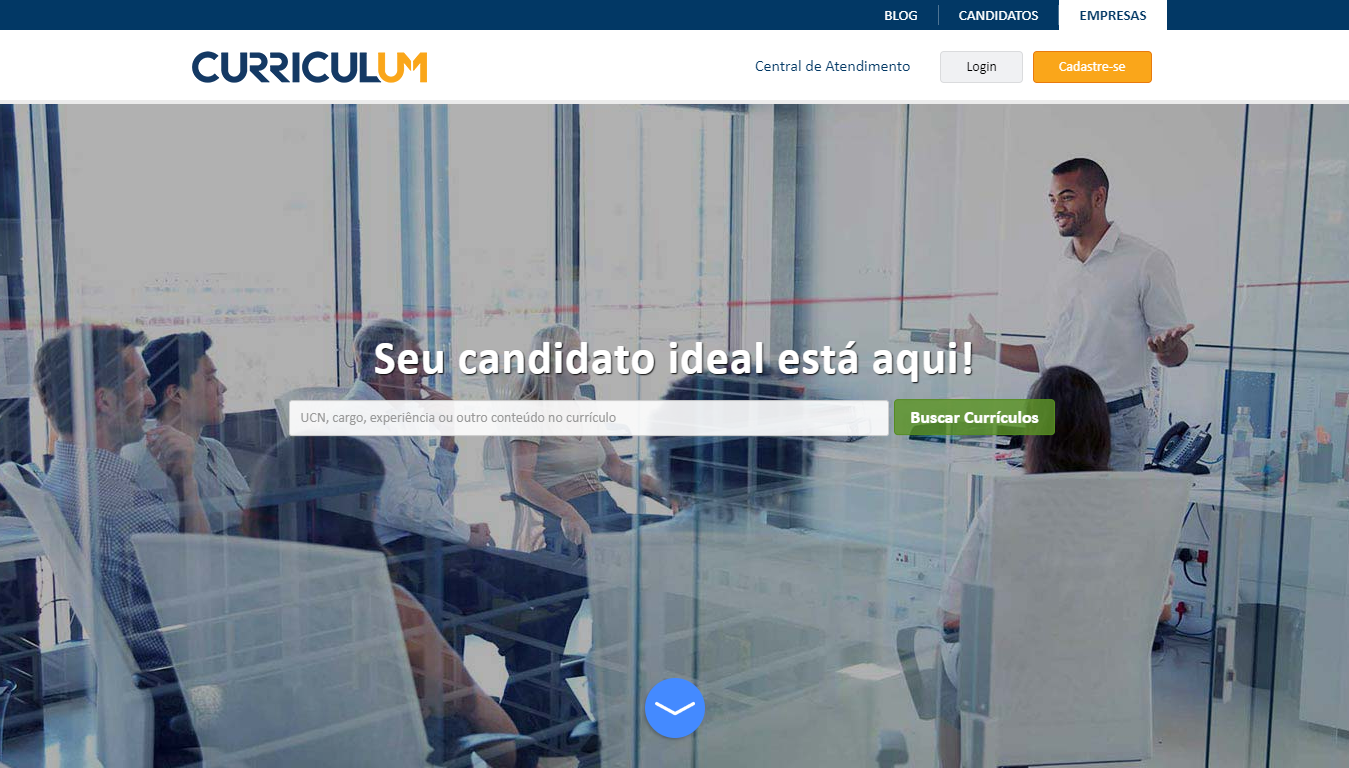 BLOG
CANDIDATOS
EMPRESAS
CURRICULUM
Central de Atendimento
Login
Cadastre-se
Seu candidato ideal está aqui!
UCN, cargo, experiência ou outro conteúdo no currículo
Buscar Currículos